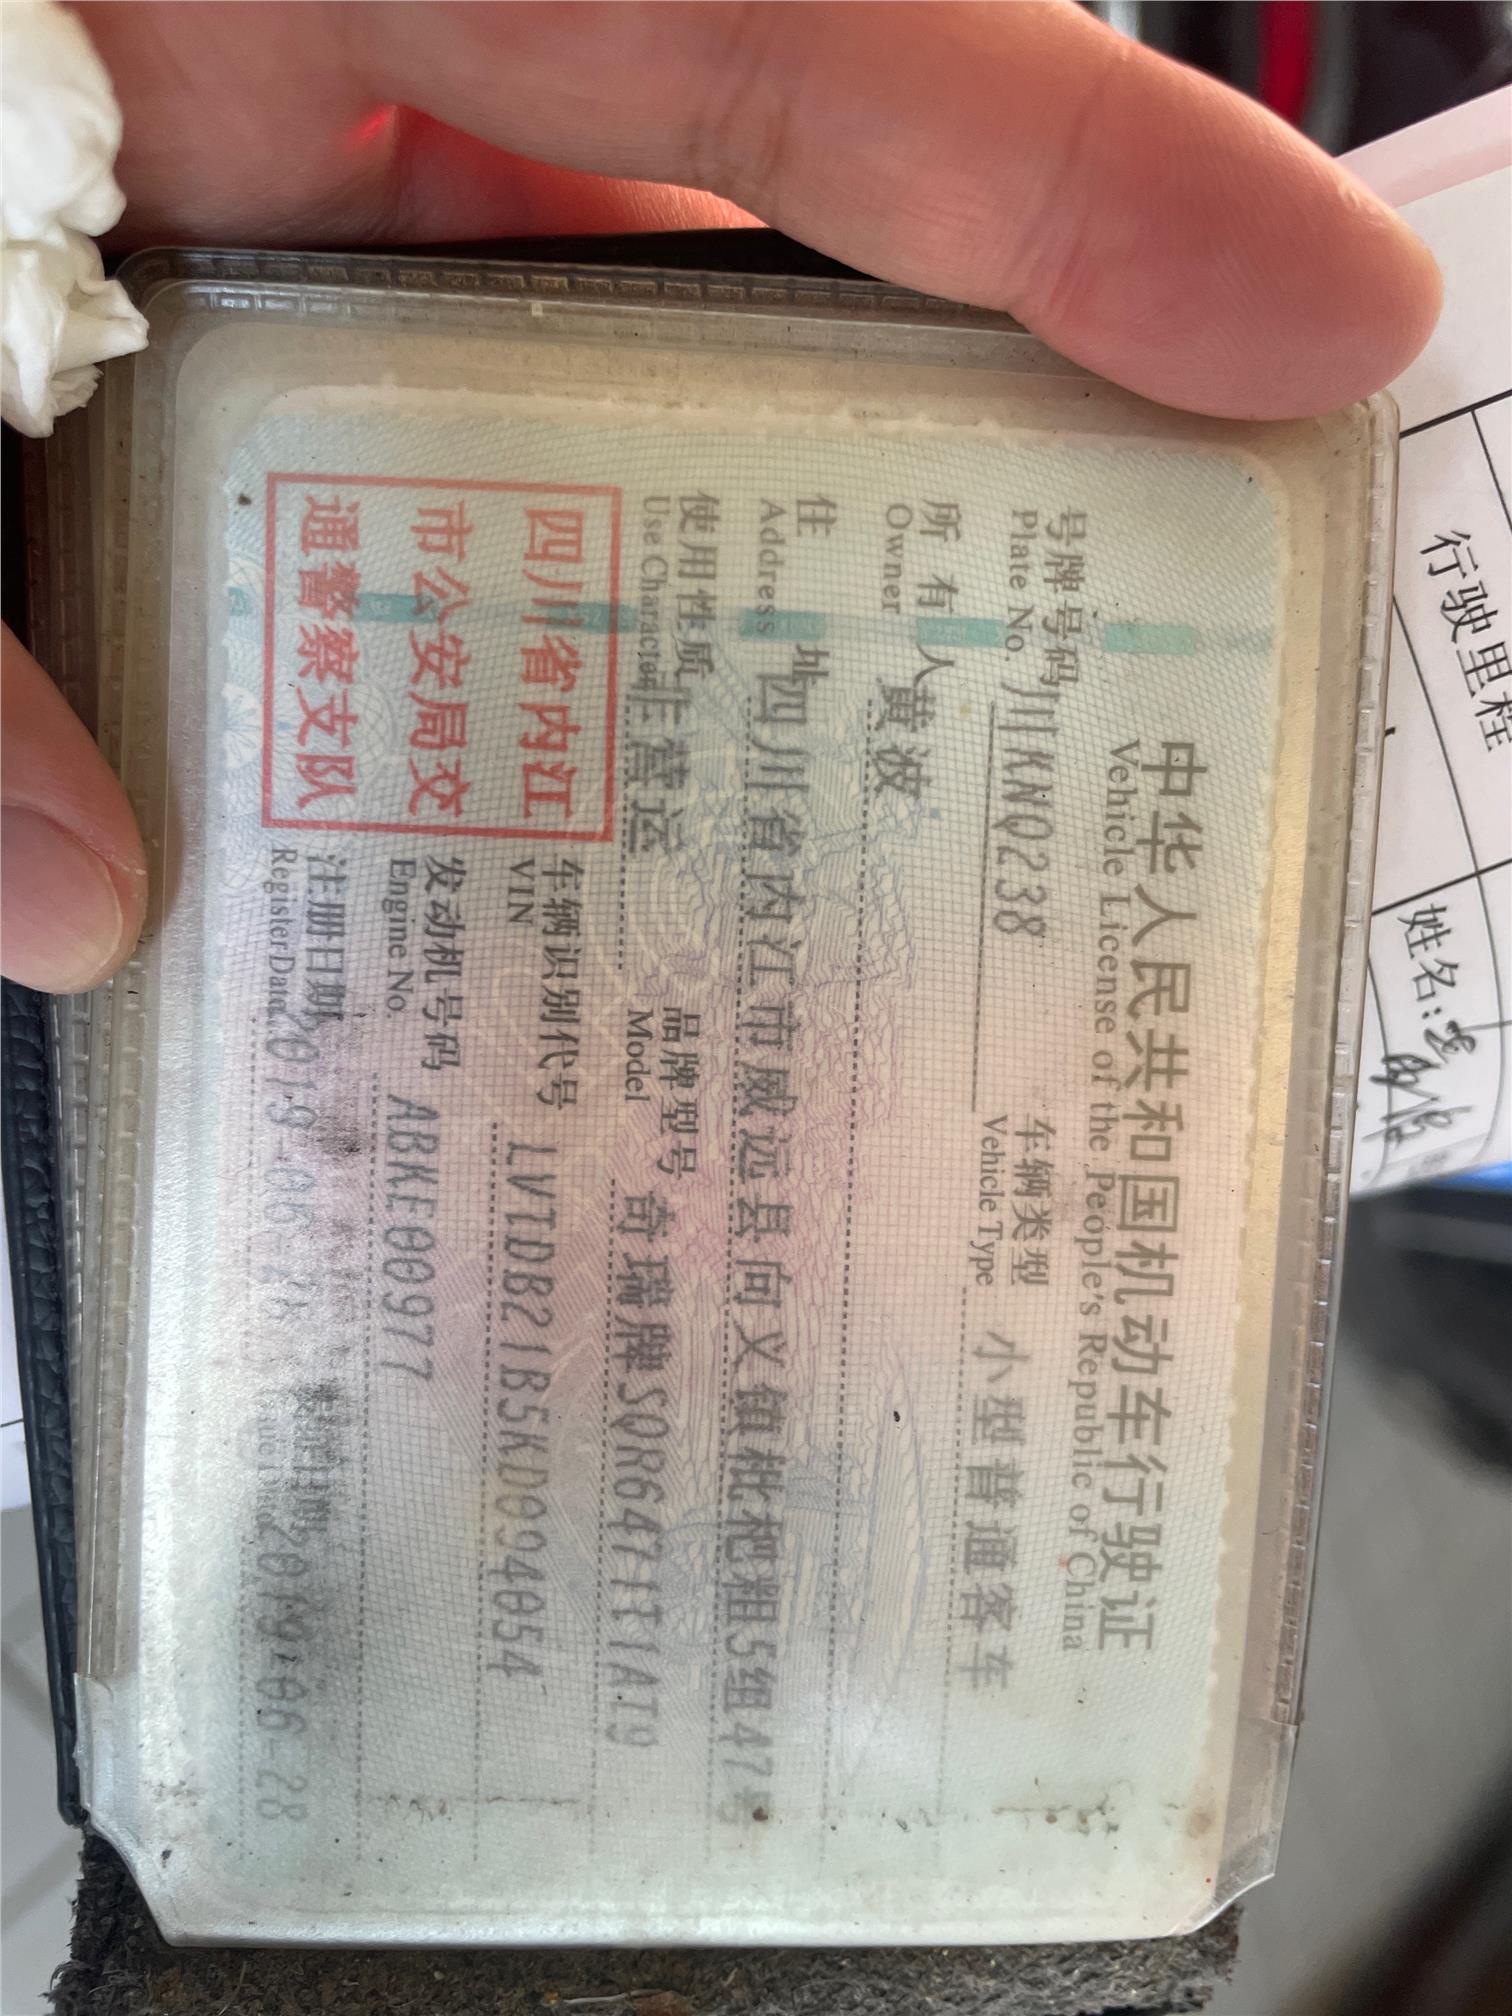 中华人民共和国机动车行驶证
Vehicle License of the People's Republic of China
号牌号码 川KNQ238 车辆类型 小型普通客车
Plate No. Vehicle Type
所有人 黄波
Owner
住址 四川省内江市威远县向义镇枇杷粗5组47号
Address
使用性质 非营运 品牌型号 奇瑞牌SQR6471T1AT9
Use Character Model
四川省内江
市公安局交
通警察支队
车辆识别代号 LVTDB21B5KD094054
VIN
发动机号码 ABKE00977
Engine No.
注册日期 2019-06-28 2019-06-28
Register Date
行驶里程
姓名: